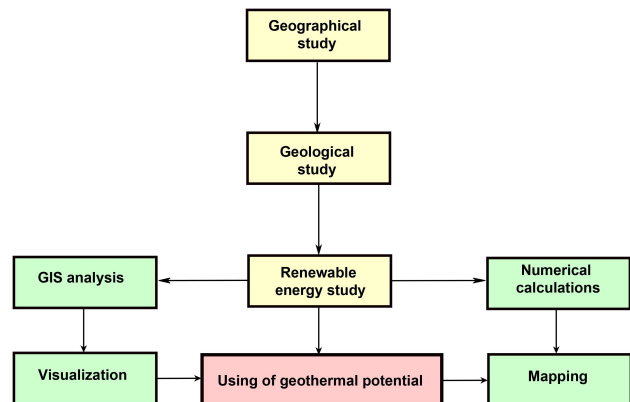 Geographical
study
Geological
study
GIS analysis
Renewable
energy study
Numerical
calculations
Visualization
Using of geothermal potential
Mapping